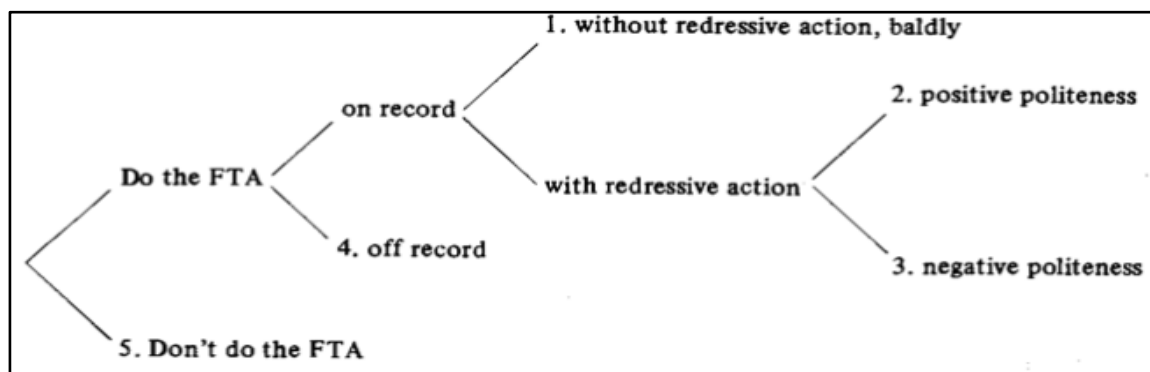 1. without redressive action, baldly
on record
2. positive politeness
Do the FTA
with redressive action
4. off record
3. negative politeness
5. Don't do the FTA